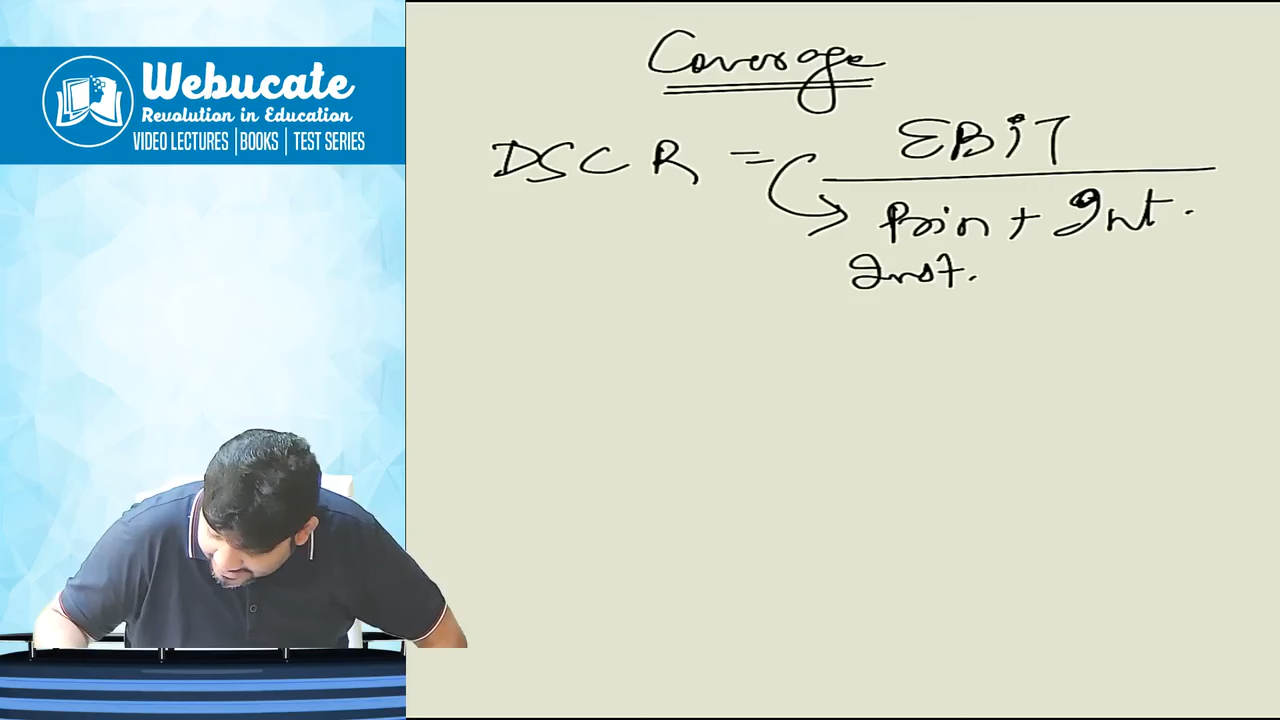 Webucate
Revolution in Education
VIDEO LECTURES | BOOKS | TEST SERIES
Coverage
DSCR = EBIT
Prin + Int.
Inst.